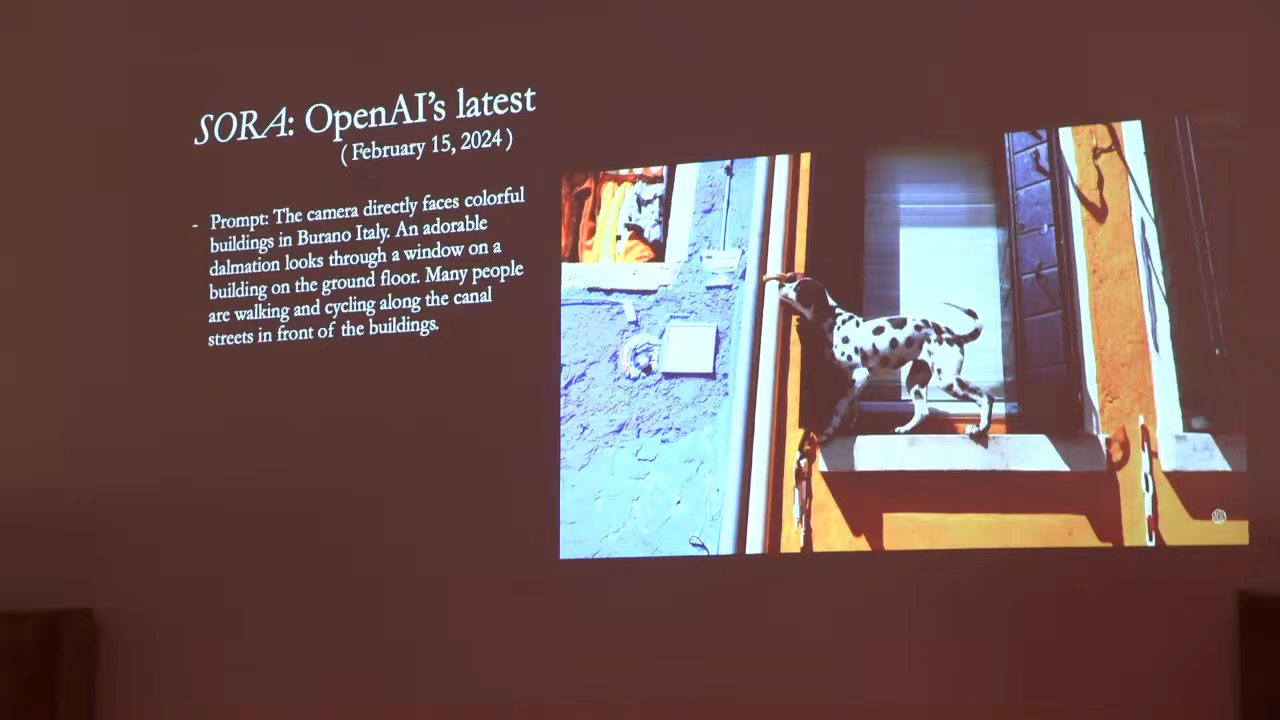 SORA: OpenAI's latest
( February 15, 2024 )
- Prompt: The camera directly faces colorful
buildings in Burano Italy. An adorable
dalmation looks through a window on a
building on the ground floor. Many people
are walking and cycling along the canal
streets in front of the buildings.